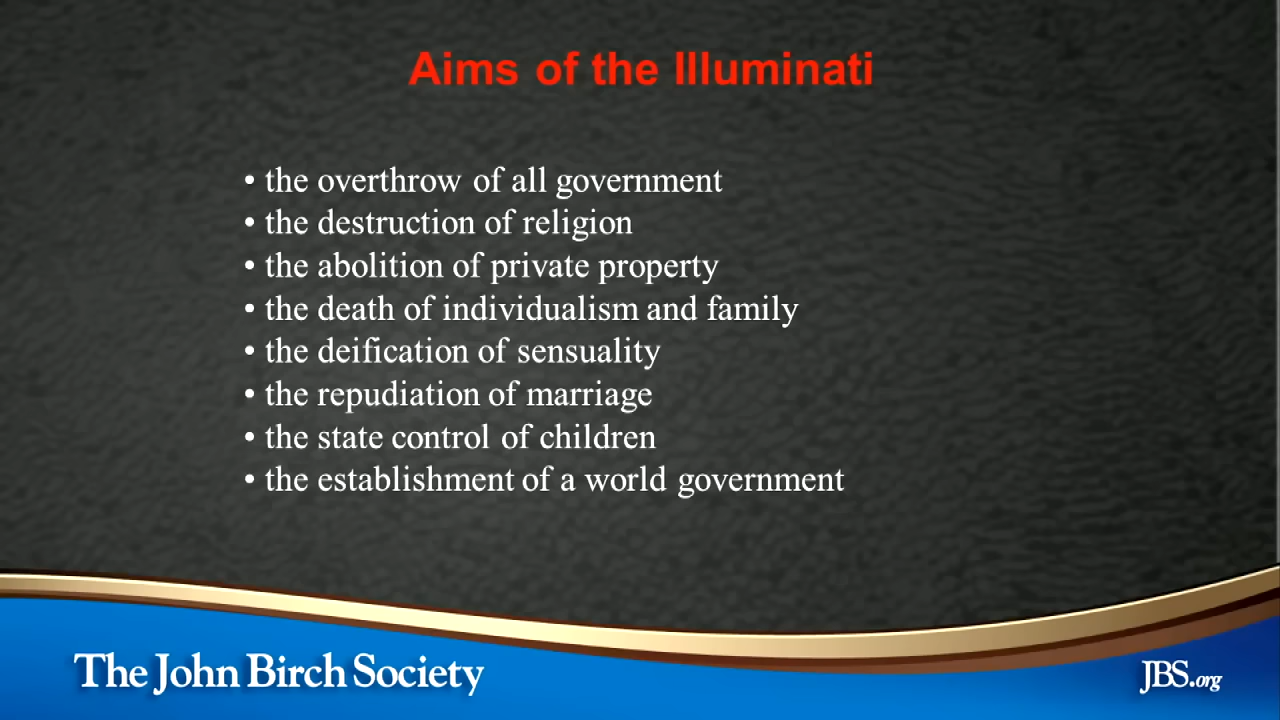 Aims of the Illuminati
• the overthrow of all government
• the destruction of religion
• the abolition of private property
• the death of individualism and family
• the deification of sensuality
• the repudiation of marriage
• the state control of children
• the establishment of a world government
The John Birch Society
JBS.org